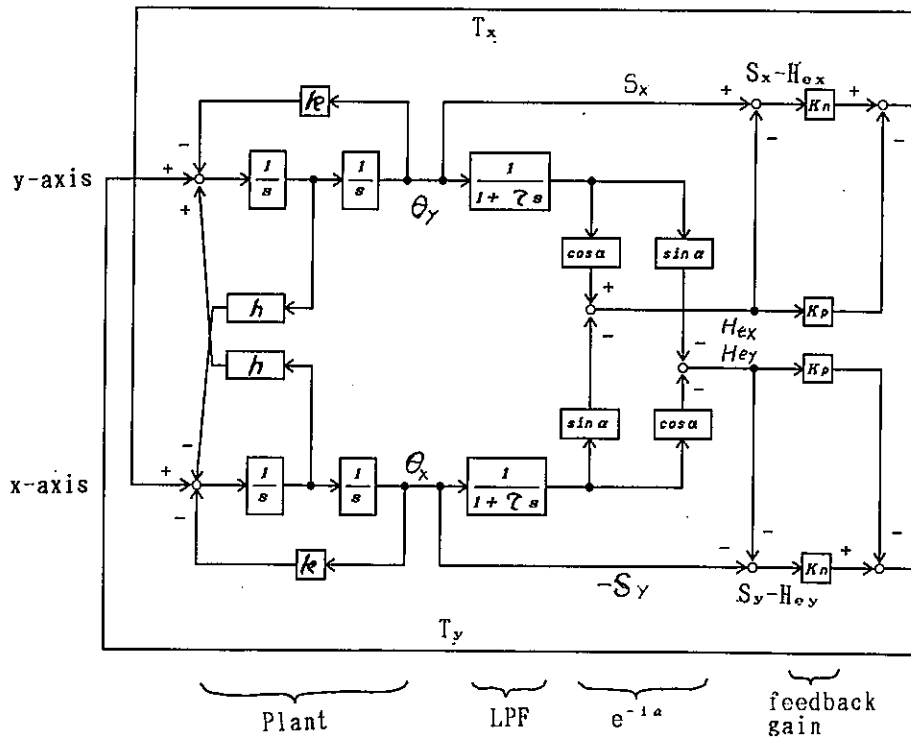 Tx
Sx
Sx-Hex
k
Kn
y-axis
1/s
1/s
θY
1/(1+τs)
cosα
sinα
h
Hex
HeY
Kp
h
Kp
sinα
cosα
x-axis
1/s
1/s
θx
1/(1+τs)
k
-SY
Kn
Sy-Hey
Ty
Plant
LPF
e^-iα
feedback
gain